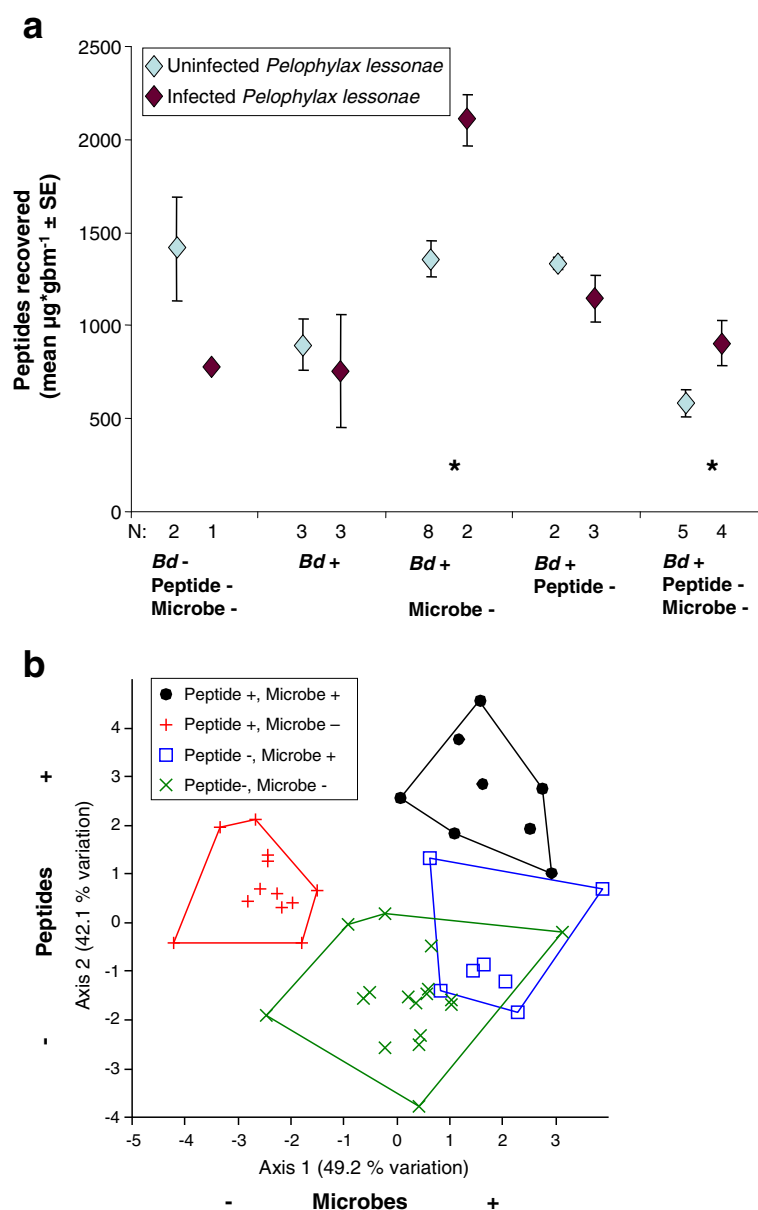 a
Uninfected Pelophylax lessonae
Infected Pelophylax lessonae
Peptides recovered
(mean µg*gbm⁻¹ ± SE)
2500
2000
1500
1000
500
0
* *
N: 2 1 3 3 8 2 2 3 5 4
Bd - Bd + Bd + Bd + Bd +
Peptide - Peptide - Peptide -
Microbe - Microbe - Microbe -
b
Peptide +, Microbe +
Peptide +, Microbe –
Peptide -, Microbe +
Peptide-, Microbe -
- Peptides +
Axis 2 (42.1 % variation)
4
3
2
1
0
-1
-2
-3
-4
-5 -4 -3 -2 -1 0 1 2 3
Axis 1 (49.2 % variation)
- Microbes +